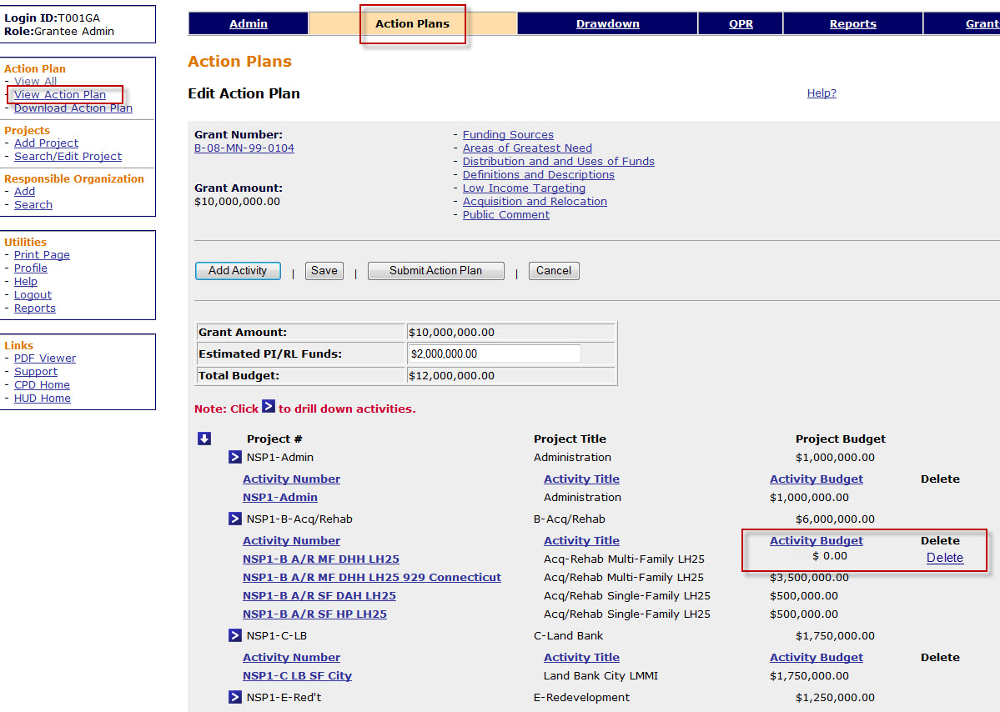 Login ID:T001GA
Role:Grantee Admin
Admin
Action Plans
Drawdown
QPR
Reports
Grant
Action Plan
- View All
- View Action Plan
- Download Action Plan
Projects
- Add Project
- Search/Edit Project
Responsible Organization
- Add
- Search
Utilities
- Print Page
- Profile
- Help
- Logout
- Reports
Links
- PDF Viewer
- Support
- CPD Home
- HUD Home
Action Plans
Edit Action Plan
Help?
Grant Number:
B-08-MN-99-0104
Grant Amount:
$10,000,000.00
- Funding Sources
- Areas of Greatest Need
- Distribution and and Uses of Funds
- Definitions and Descriptions
- Low Income Targeting
- Acquisition and Relocation
- Public Comment
Add Activity | Save | Submit Action Plan | Cancel
Grant Amount: $10,000,000.00
Estimated PI/RL Funds: $2,000,000.00
Total Budget: $12,000,000.00
Note: Click > to drill down activities.
Project # Project Title Project Budget
> NSP1-Admin Administration $1,000,000.00
Activity Number Activity Title Activity Budget Delete
NSP1-Admin Administration $1,000,000.00
> NSP1-B-Acq/Rehab B-Acq/Rehab $6,000,000.00
Activity Number Activity Title Activity Budget Delete
NSP1-B A/R MF DHH LH25 Acq-Rehab Multi-Family LH25 $ 0.00 Delete
NSP1-B A/R MF DHH LH25 929 Connecticut Acq/Rehab Multi-Family LH25 $3,500,000.00
NSP1-B A/R SF DAH LH25 Acq/Rehab Single-Family LH25 $500,000.00
NSP1-B A/R SF HP LH25 Acq/Rehab Single-Family LH25 $500,000.00
> NSP1-C-LB C-Land Bank $1,750,000.00
Activity Number Activity Title Activity Budget Delete
NSP1-C LB SF City Land Bank City LMMI $1,750,000.00
> NSP1-E-Red't E-Redevelopment $1,250,000.00